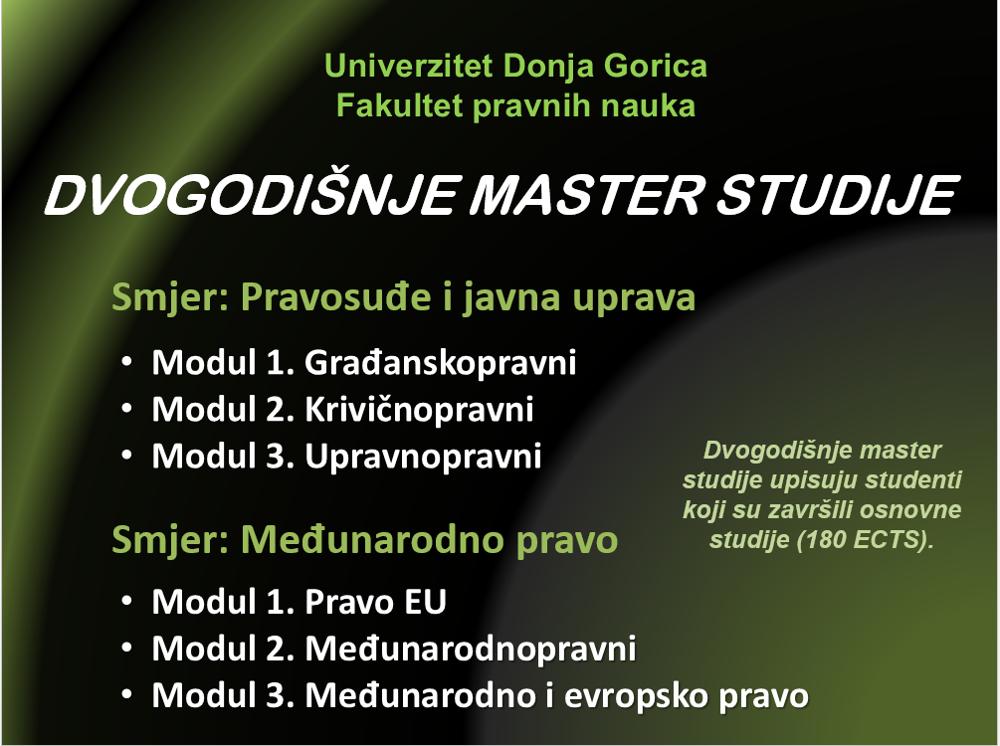 Univerzitet Donja Gorica
Fakultet pravnih nauka
DVOGODIŠNJE MASTER STUDIJE
Smjer: Pravosuđe i javna uprava
• Modul 1. Građanskopravni
• Modul 2. Krivičnopravni
• Modul 3. Upravnopravni
Dvogodišnje master
studije upisuju studenti
koji su završili osnovne
studije (180 ECTS).
Smjer: Međunarodno pravo
• Modul 1. Pravo EU
• Modul 2. Međunarodnopravni
• Modul 3. Međunarodno i evropsko pravo